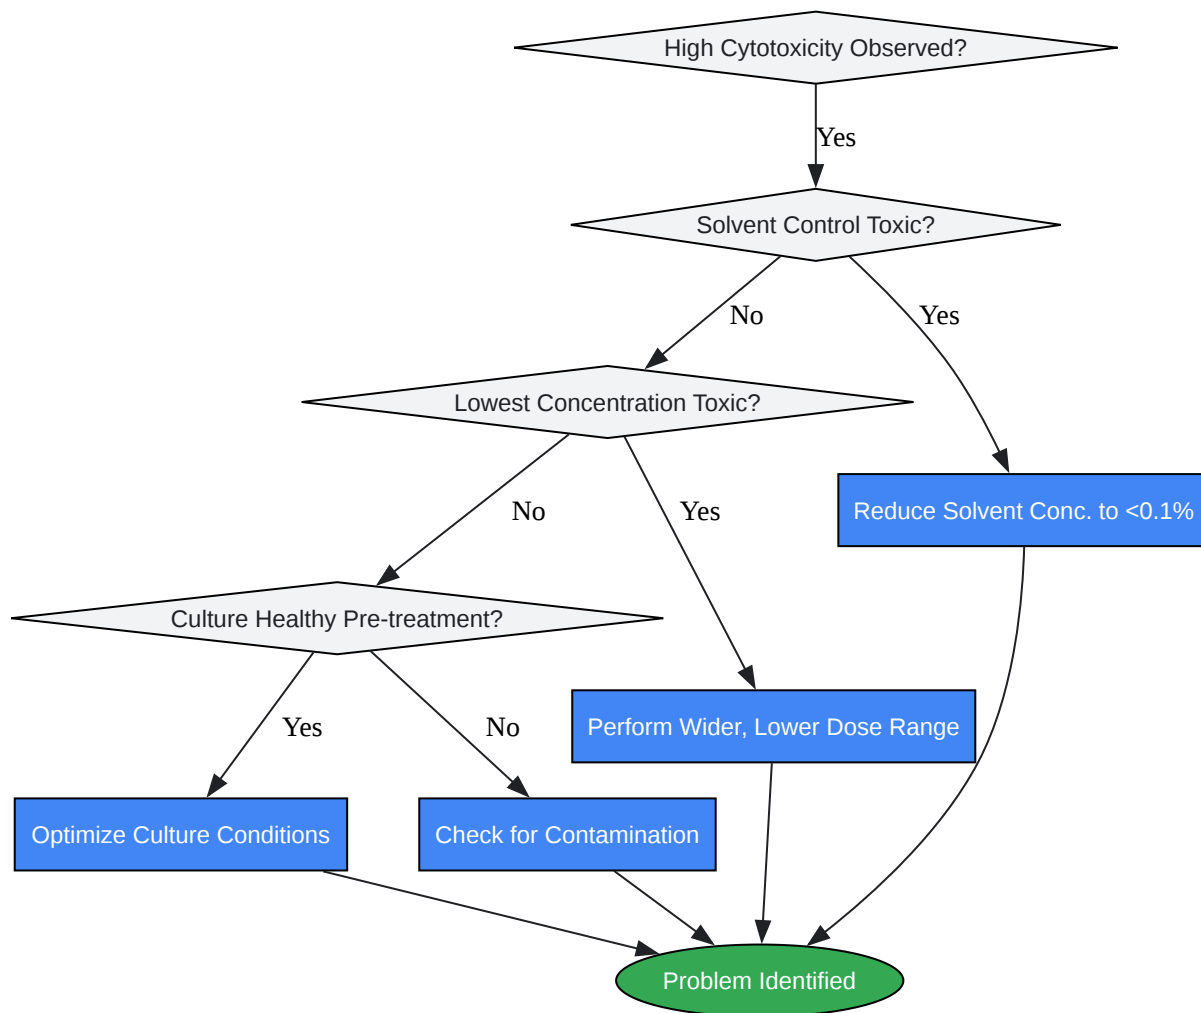 High Cytotoxicity Observed?
Yes
Solvent Control Toxic?
No
Yes
Lowest Concentration Toxic?
No
Yes
Reduce Solvent Conc. to <0.1%
Culture Healthy Pre-treatment?
Yes
No
Perform Wider, Lower Dose Range
Optimize Culture Conditions
Check for Contamination
Problem Identified